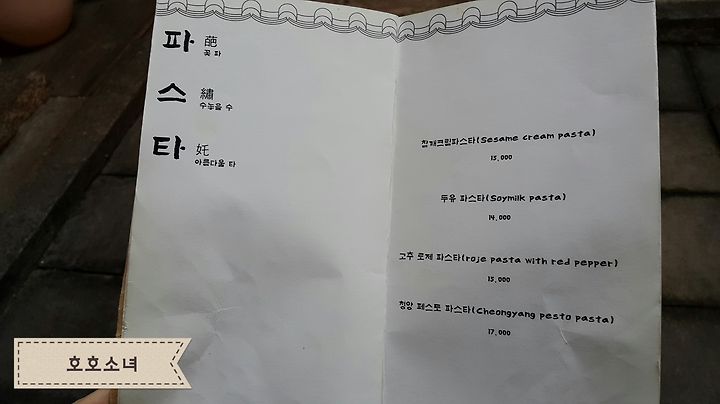 파 葩
꽃 파
스 繡
수놓을 수
타 奼
아름다울 타
참깨크림파스타(Sesame cream pasta)
15,000
두유 파스타(Soymilk pasta)
14,000
고추 로제 파스타(roje pasta with red pepper)
15,000
청양 페스토 파스타(Cheongyang pesto pasta)
17,000
호호소녀